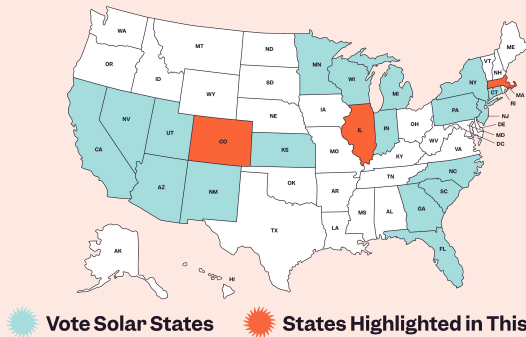 WA
MT
ND
ME
OR
ID
MN
VT
NH
SD
WI
NY
MA
WY
MI
CT
RI
IA
PA
NE
NJ
NV
OH
DE
UT
IL
IN
MD
CO
WV
DC
CA
KS
MO
VA
KY
NC
AZ
NM
OK
TN
AR
SC
MS
AL
GA
TX
LA
AK
FL
HI
Vote Solar States
States Highlighted in This